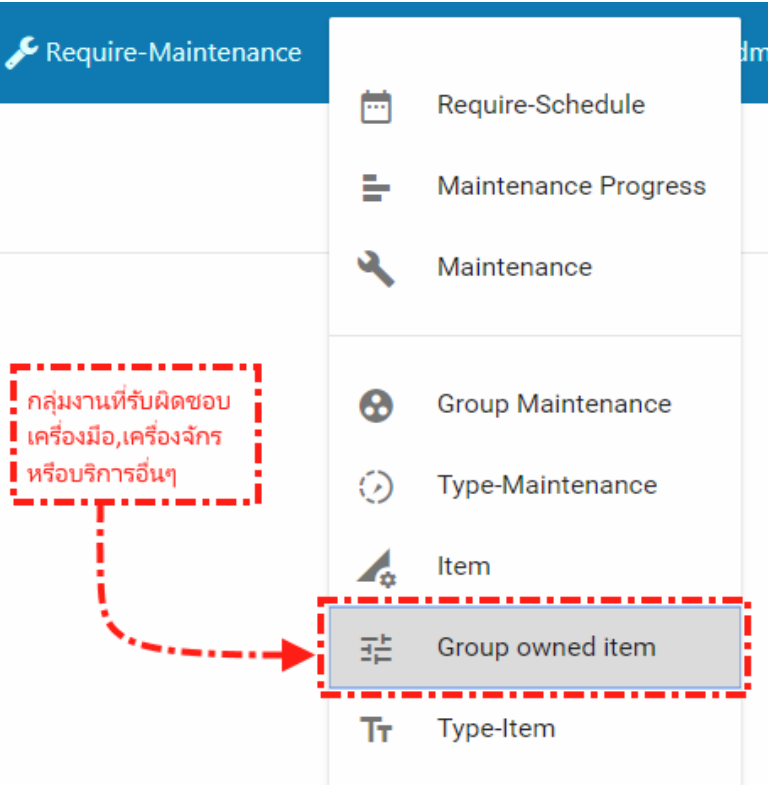 Require-Maintenance
Require-Schedule
Maintenance Progress
Maintenance
กลุ่มงานที่รับผิดชอบ
เครื่องมือ,เครื่องจักร
หรือบริการอื่นๆ
Group Maintenance
Type-Maintenance
Item
Group owned item
Type-Item